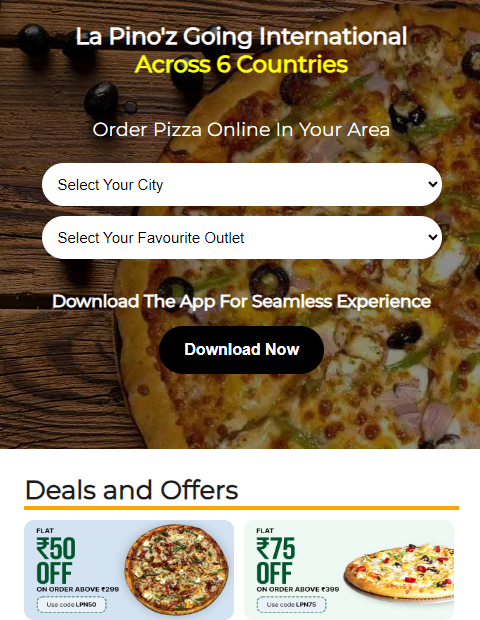 La Pino'z Going International
Across 6 Countries
Order Pizza Online In Your Area
Select Your City
Select Your Favourite Outlet
Download The App For Seamless Experience
Download Now
Deals and Offers
FLAT
₹50
OFF
ON ORDER ABOVE ₹299
Use code LPN50
FLAT
₹75
OFF
ON ORDER ABOVE ₹399
Use code LPN75